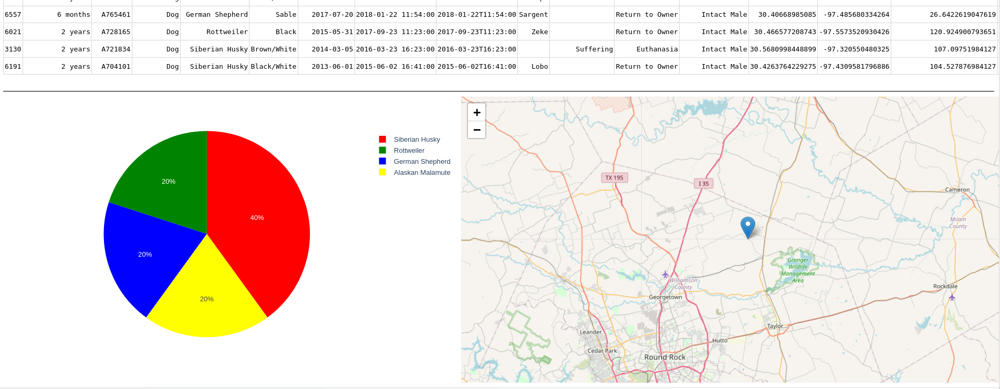 6557 6 months A765461 Dog German Shepherd Sable 2017-07-20 2018-01-22 11:54:00 2018-01-22T11:54:00 Sargent Return to Owner Intact Male 30.40668985085 -97.485680334264 26.6422619047619
6021 2 years A728165 Dog Rottweiler Black 2015-05-31 2017-09-23 11:23:00 2017-09-23T11:23:00 Zeke Return to Owner Intact Male 30.466577208743 -97.5573520930426 120.924900793651
3130 2 years A721834 Dog Siberian Husky Brown/White 2014-03-05 2016-03-23 16:23:00 2016-03-23T16:23:00 Suffering Euthanasia Intact Male 30.5680998448899 -97.320550480325 107.09751984127
6191 2 years A704101 Dog Siberian Husky Black/White 2013-06-01 2015-06-02 16:41:00 2015-06-02T16:41:00 Lobo Return to Owner Intact Male 30.4263764229275 -97.4309581796886 104.527876984127
Siberian Husky
Rottweiler
German Shepherd
Alaskan Malamute
20%
40%
20%
20%
+
−
TX 195
I 35
Cameron
Milam
County
Granger
Wildlife
Management
Area
Williamson
County
Georgetown
Rockdale
Taylor
Leander
Hutto
Cedar Park
Round Rock